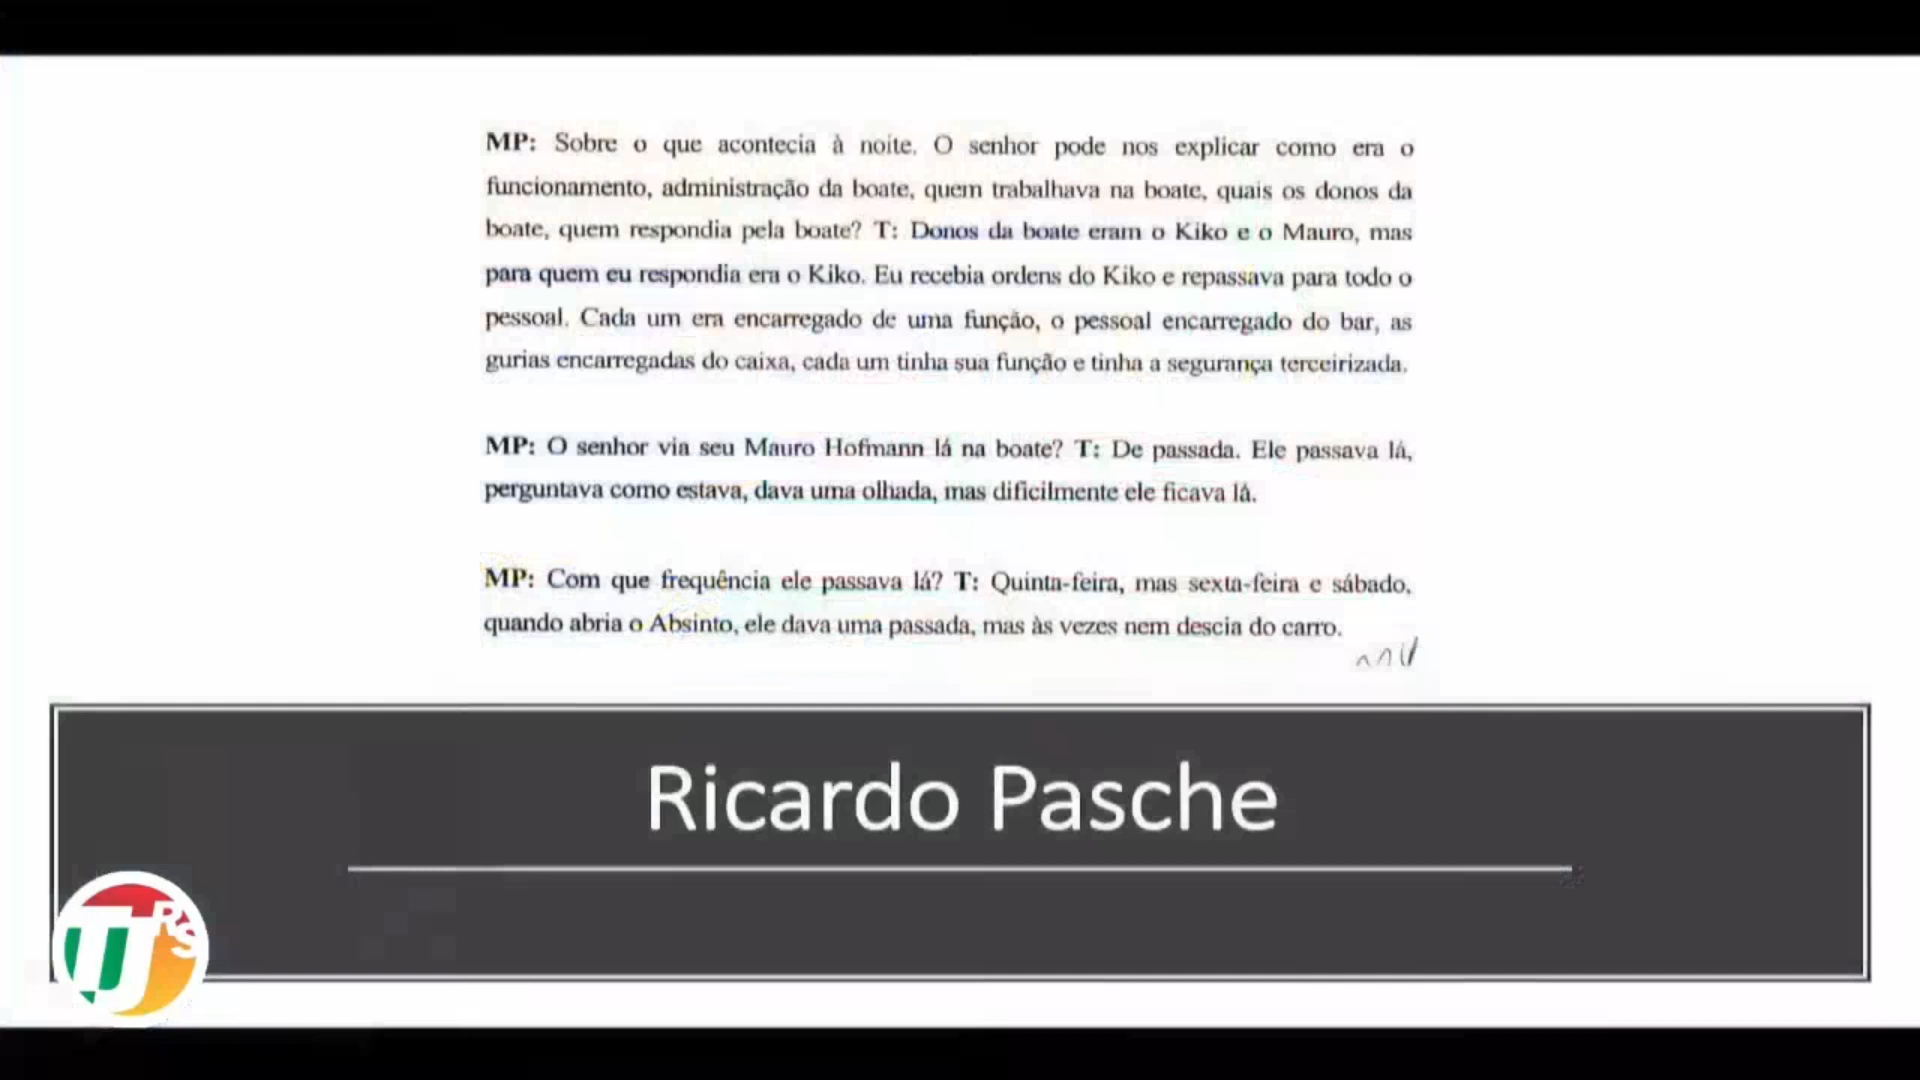 MP: Sobre o que acontecia à noite. O senhor pode nos explicar como era o
funcionamento, administração da boate, quem trabalhava na boate, quais os donos da
boate, quem respondia pela boate? T: Donos da boate eram o Kiko e o Mauro, mas
para quem eu respondia era o Kiko. Eu recebia ordens do Kiko e repassava para todo o
pessoal. Cada um era encarregado de uma função, o pessoal encarregado do bar, as
gurias encarregadas do caixa, cada um tinha sua função e tinha a segurança terceirizada.
MP: O senhor via seu Mauro Hofmann lá na boate? T: De passada. Ele passava lá,
perguntava como estava, dava uma olhada, mas dificilmente ele ficava lá.
MP: Com que frequência ele passava lá? T: Quinta-feira, mas sexta-feira e sábado,
quando abria o Absinto, ele dava uma passada, mas às vezes nem descia do carro.
Ricardo Pasche
TJRS